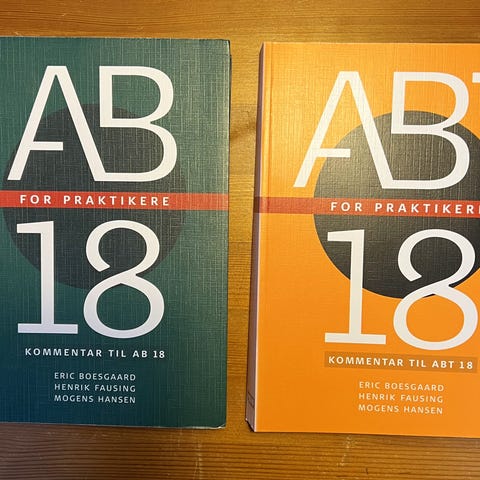 AB
FOR PRAKTIKERE
18
KOMMENTAR TIL AB 18
ERIC BOESGAARD
HENRIK FAUSING
MOGENS HANSEN
ABT
FOR PRAKTIKERE
18
KOMMENTAR TIL ABT 18
ERIC BOESGAARD
HENRIK FAUSING
MOGENS HANSEN